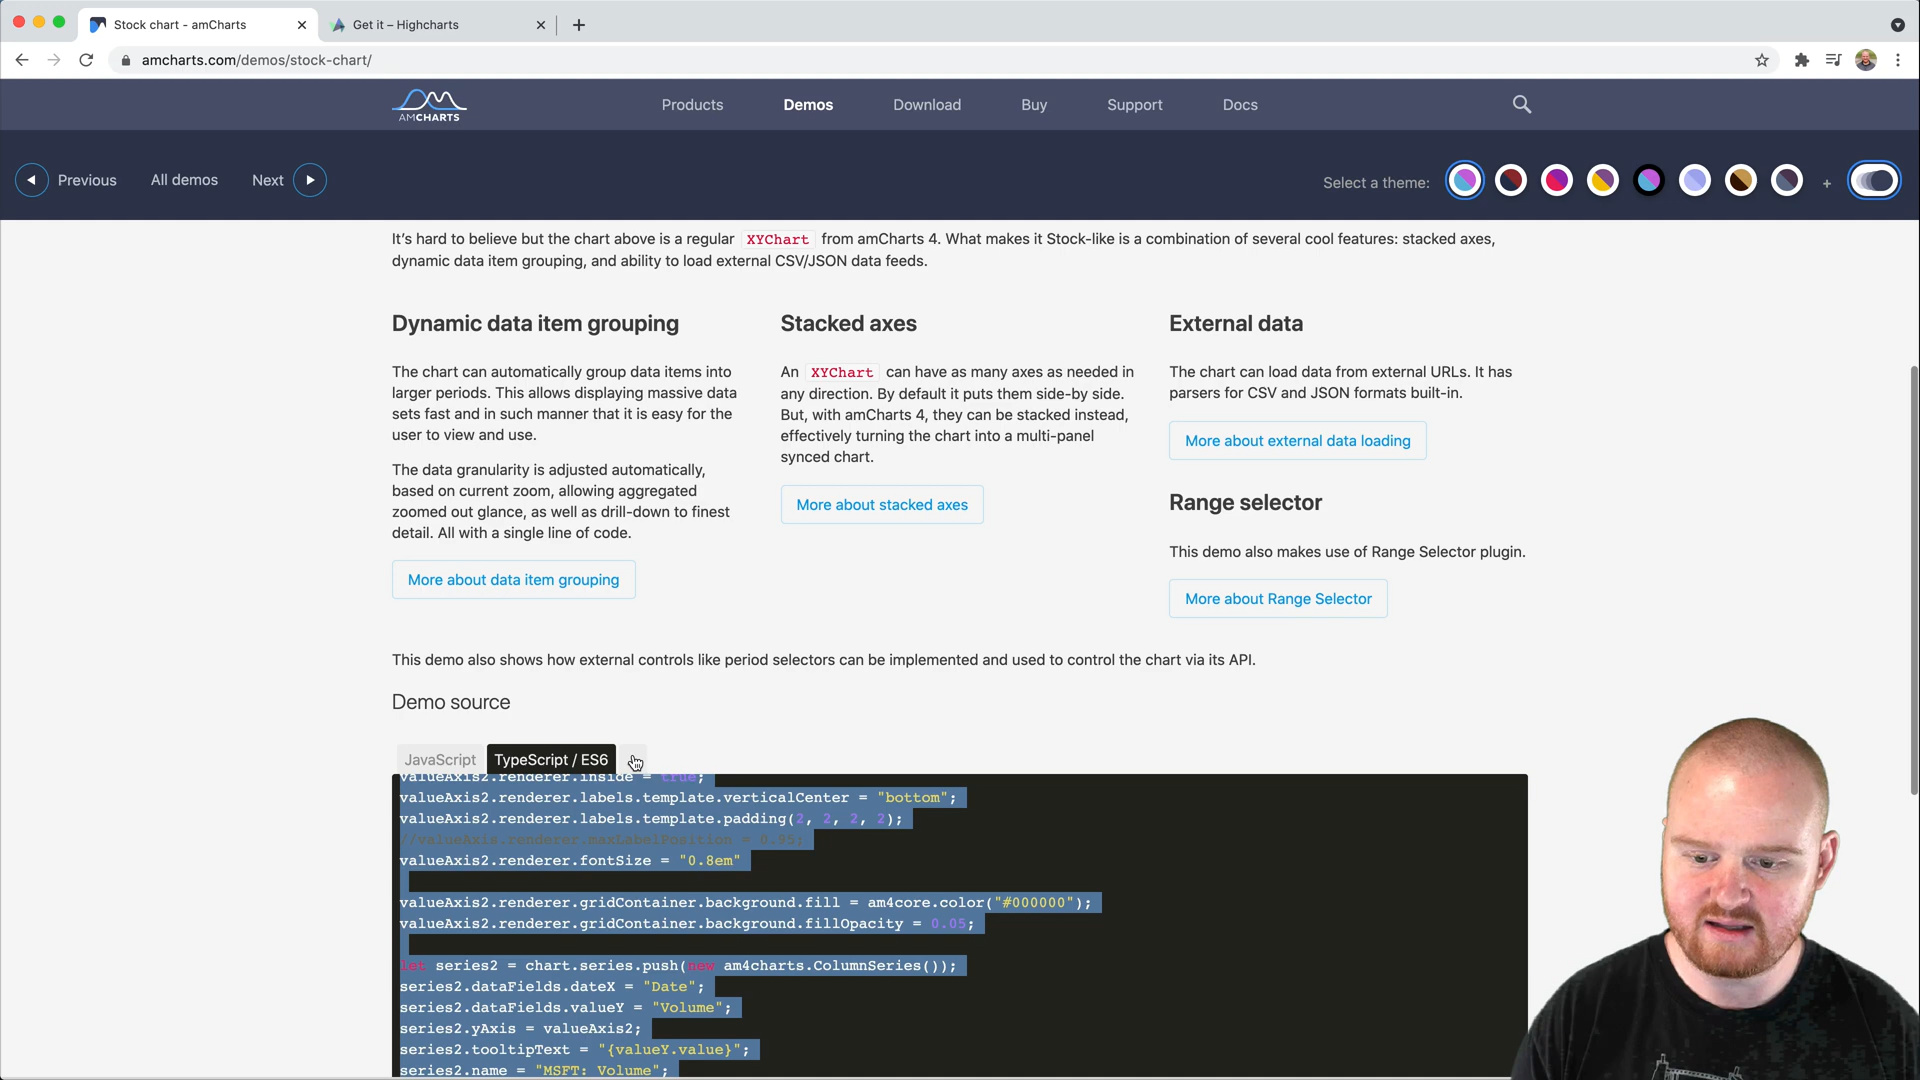 Stock chart - amCharts
Get it – Highcharts
amcharts.com/demos/stock-chart/
AMCHARTS
Products
Demos
Download
Buy
Support
Docs
Previous
All demos
Next
Select a theme:
+
It's hard to believe but the chart above is a regular XYChart from amCharts 4. What makes it Stock-like is a combination of several cool features: stacked axes,
dynamic data item grouping, and ability to load external CSV/JSON data feeds.
Dynamic data item grouping
The chart can automatically group data items into
larger periods. This allows displaying massive data
sets fast and in such manner that it is easy for the
user to view and use.
The data granularity is adjusted automatically,
based on current zoom, allowing aggregated
zoomed out glance, as well as drill-down to finest
detail. All with a single line of code.
More about data item grouping
Stacked axes
An XYChart can have as many axes as needed in
any direction. By default it puts them side-by side.
But, with amCharts 4, they can be stacked instead,
effectively turning the chart into a multi-panel
synced chart.
More about stacked axes
External data
The chart can load data from external URLs. It has
parsers for CSV and JSON formats built-in.
More about external data loading
Range selector
This demo also makes use of Range Selector plugin.
More about Range Selector
This demo also shows how external controls like period selectors can be implemented and used to control the chart via its API.
Demo source
JavaScript
TypeScript / ES6
valueAxis2.renderer.inside = true;
valueAxis2.renderer.labels.template.verticalCenter = "bottom";
valueAxis2.renderer.labels.template.padding(2, 2, 2, 2);
//valueAxis.renderer.maxLabelPosition = 0.95;
valueAxis2.renderer.fontSize = "0.8em"
valueAxis2.renderer.gridContainer.background.fill = am4core.color("#000000");
valueAxis2.renderer.gridContainer.background.fillOpacity = 0.05;
let series2 = chart.series.push(new am4charts.ColumnSeries());
series2.dataFields.dateX = "Date";
series2.dataFields.valueY = "Volume";
series2.yAxis = valueAxis2;
series2.tooltipText = "{valueY.value}";
series2.name = "MSFT: Volume";